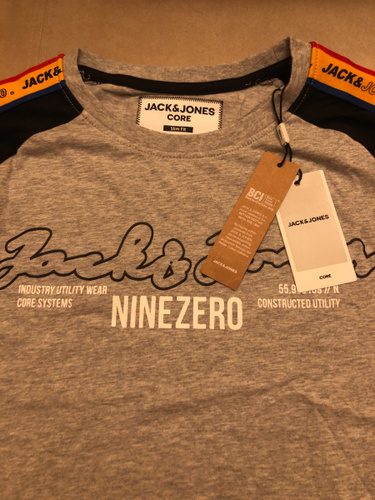 JACK&
JACK&JONES
JACK&JONES
CORE
Slim Fit
BCI
JACK&JONES
JACK&JONES
CORE
Jack&
INDUSTRY UTILITY WEAR
CORE SYSTEMS
NINEZERO
CONSTRUCTED UTILITY